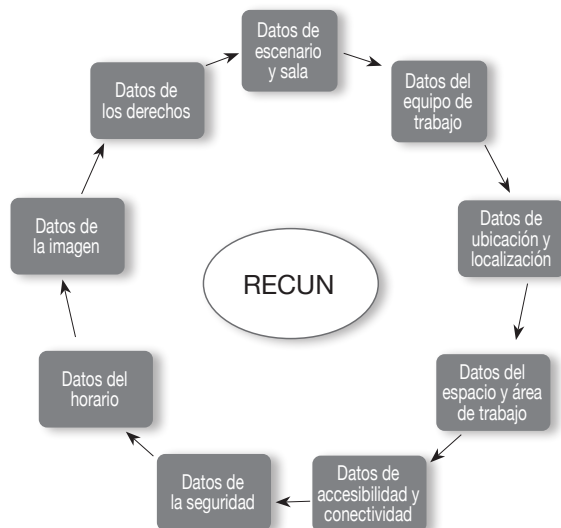 Datos de
escenario
y sala
Datos del
equipo de
trabajo
Datos de
ubicación y
localización
Datos del
espacio y área
de trabajo
Datos de
accesibilidad y
conectividad
Datos de
la seguridad
Datos del
horario
Datos de
la imagen
Datos de
los derechos
RECUN